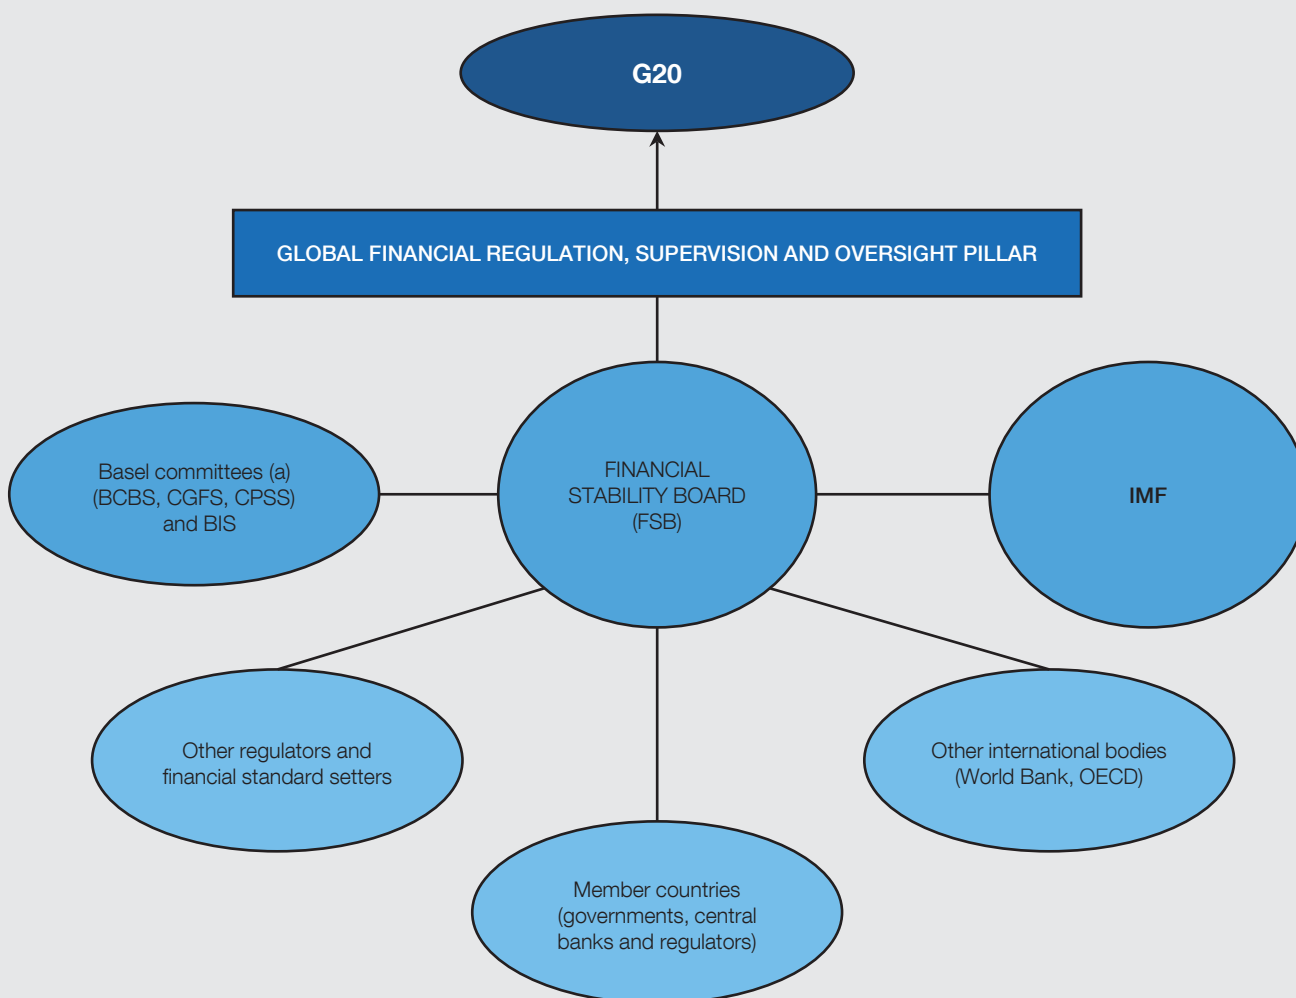 G20
GLOBAL FINANCIAL REGULATION, SUPERVISION AND OVERSIGHT PILLAR
Basel committees (a)
(BCBS, CGFS, CPSS)
and BIS
FINANCIAL
STABILITY BOARD
(FSB)
IMF
Other regulators and
financial standard setters
Other international bodies
(World Bank, OECD)
Member countries
(governments, central
banks and regulators)